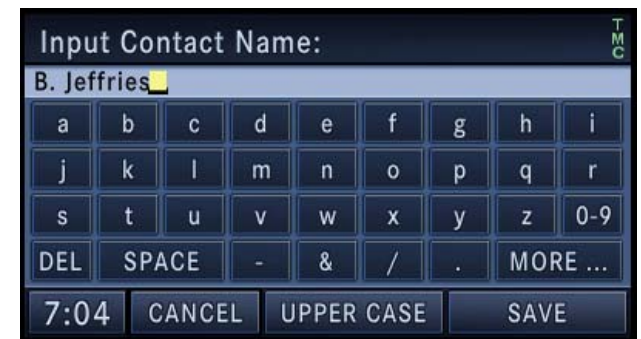 Input Contact Name:
TMC
B. Jeffries
a b c d e f g h i
j k l m n o p q r
s t u v w x y z 0-9
DEL SPACE - & / . MORE ...
7:04 CANCEL UPPER CASE SAVE